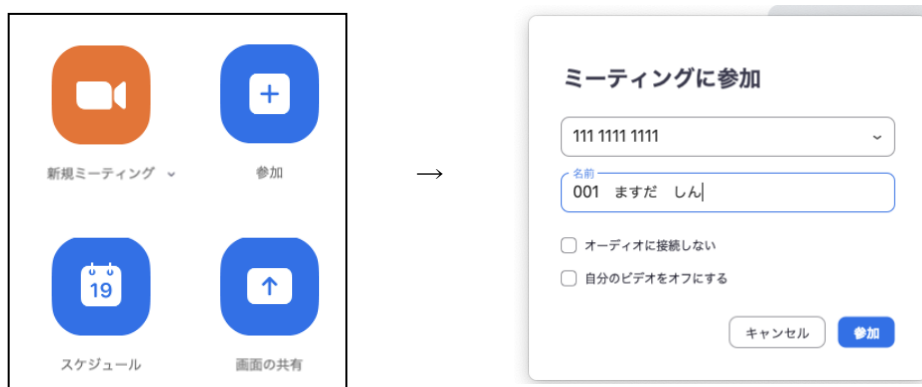 新規ミーティング
参加
19
スケジュール
画面の共有
→
ミーティングに参加
111 1111 1111
名前
001　ますだ　しん
オーディオに接続しない
自分のビデオをオフにする
キャンセル
参加